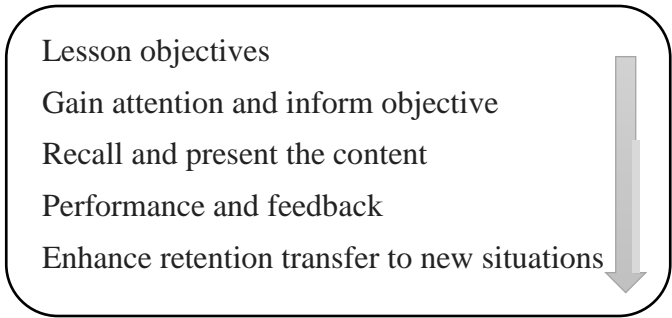 Lesson objectives
Gain attention and inform objective
Recall and present the content
Performance and feedback
Enhance retention transfer to new situations